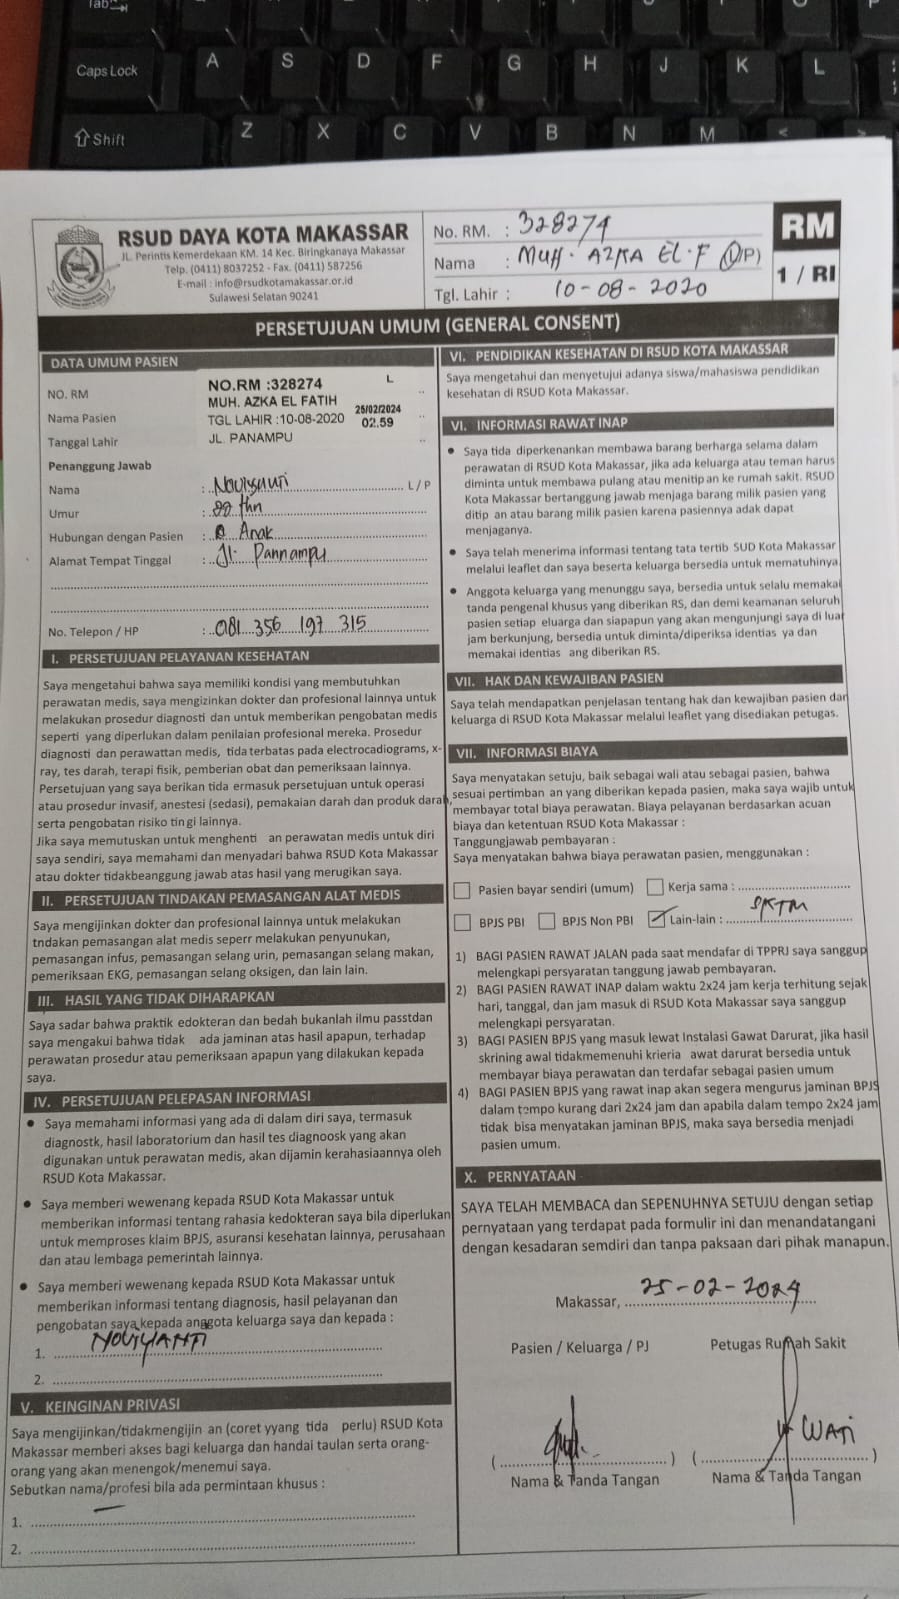 Tab
Caps Lock A S D F G H J K L
Shift Z X C V B N M < >
RSUD DAYA KOTA MAKASSAR
JL. Perintis Kemerdekaan KM. 14 Kec. Biringkanaya Makassar
Telp. (0411) 8037252 - Fax. (0411) 587256
E-mail : info@rsudkotamakassar.or.id
Sulawesi Selatan 90241
No. RM. : 328274
Nama : MUH. AZKA EL.F (L/P)
Tgl. Lahir : 10-08-2020
RM
1 / RI
PERSETUJUAN UMUM (GENERAL CONSENT)
DATA UMUM PASIEN
NO. RM NO.RM :328274 L
Nama Pasien MUH. AZKA EL FATIH
Tanggal Lahir TGL LAHIR :10-08-2020 25/02/2024 02.59
JL. PANAMPU
Penanggung Jawab
Nama : Noviyanti L / P
Umur : thn
Hubungan dengan Pasien : Anak
Alamat Tempat Tinggal : Jl. Pannampu
No. Telepon / HP : 081 356 197 315
I. PERSETUJUAN PELAYANAN KESEHATAN
Saya mengetahui bahwa saya memiliki kondisi yang membutuhkan
perawatan medis, saya mengizinkan dokter dan profesional lainnya untuk
melakukan prosedur diagnosti dan untuk memberikan pengobatan medis
seperti yang diperlukan dalam penilaian profesional mereka. Prosedur
diagnosti dan perawattan medis, tida terbatas pada electrocadiograms, x-
ray, tes darah, terapi fisik, pemberian obat dan pemeriksaan lainnya.
Persetujuan yang saya berikan tida ermasuk persetujuan untuk operasi
atau prosedur invasif, anestesi (sedasi), pemakaian darah dan produk darah,
serta pengobatan risiko tin gi lainnya.
Jika saya memutuskan untuk menghenti an perawatan medis untuk diri
saya sendiri, saya memahami dan menyadari bahwa RSUD Kota Makassar
atau dokter tidakbeanggung jawab atas hasil yang merugikan saya.
II. PERSETUJUAN TINDAKAN PEMASANGAN ALAT MEDIS
Saya mengijinkan dokter dan profesional lainnya untuk melakukan
tndakan pemasangan alat medis seperr melakukan penyunukan,
pemasangan infus, pemasangan selang urin, pemasangan selang makan,
pemeriksaan EKG, pemasangan selang oksigen, dan lain lain.
III. HASIL YANG TIDAK DIHARAPKAN
Saya sadar bahwa praktik edokteran dan bedah bukanlah ilmu passtdan
saya mengakui bahwa tidak ada jaminan atas hasil apapun, terhadap
perawatan prosedur atau pemeriksaan apapun yang dilakukan kepada
saya.
IV. PERSETUJUAN PELEPASAN INFORMASI
● Saya memahami informasi yang ada di dalam diri saya, termasuk
diagnostk, hasil laboratorium dan hasil tes diagnoosk yang akan
digunakan untuk perawatan medis, akan dijamin kerahasiaannya oleh
RSUD Kota Makassar.
● Saya memberi wewenang kepada RSUD Kota Makassar untuk
memberikan informasi tentang rahasia kedokteran saya bila diperlukan
untuk memproses klaim BPJS, asuransi kesehatan lainnya, perusahaan
dan atau lembaga pemerintah lainnya.
● Saya memberi wewenang kepada RSUD Kota Makassar untuk
memberikan informasi tentang diagnosis, hasil pelayanan dan
pengobatan saya kepada anggota keluarga saya dan kepada :
1. NOVIYANTI
2.
V. KEINGINAN PRIVASI
Saya mengijinkan/tidakmengijin an (coret yyang tida perlu) RSUD Kota
Makassar memberi akses bagi keluarga dan handai taulan serta orang-
orang yang akan menengok/menemui saya.
Sebutkan nama/profesi bila ada permintaan khusus :
1.
2.
VI. PENDIDIKAN KESEHATAN DI RSUD KOTA MAKASSAR
Saya mengetahui dan menyetujui adanya siswa/mahasiswa pendidikan
kesehatan di RSUD Kota Makassar.
VI. INFORMASI RAWAT INAP
● Saya tida diperkenankan membawa barang berharga selama dalam
perawatan di RSUD Kota Makassar, jika ada keluarga atau teman harus
diminta untuk membawa pulang atau menitip an ke rumah sakit. RSUD
Kota Makassar bertanggung jawab menjaga barang milik pasien yang
ditip an atau barang milik pasien karena pasiennya adak dapat
menjaganya.
● Saya telah menerima informasi tentang tata tertib SUD Kota Makassar
melalui leaflet dan saya beserta keluarga bersedia untuk mematuhinya
● Anggota keluarga yang menunggu saya, bersedia untuk selalu memakai
tanda pengenal khusus yang diberikan RS, dan demi keamanan seluruh
pasien setiap eluarga dan siapapun yang akan mengunjungi saya di luar
jam berkunjung, bersedia untuk diminta/diperiksa identias ya dan
memakai identias ang diberikan RS.
VII. HAK DAN KEWAJIBAN PASIEN
Saya telah mendapatkan penjelasan tentang hak dan kewajiban pasien dan
keluarga di RSUD Kota Makassar melalui leaflet yang disediakan petugas.
VII. INFORMASI BIAYA
Saya menyatakan setuju, baik sebagai wali atau sebagai pasien, bahwa
sesuai pertimban an yang diberikan kepada pasien, maka saya wajib untuk
membayar total biaya perawatan. Biaya pelayanan berdasarkan acuan
biaya dan ketentuan RSUD Kota Makassar :
Tanggungjawab pembayaran :
Saya menyatakan bahwa biaya perawatan pasien, menggunakan :
Pasien bayar sendiri (umum) Kerja sama :
BPJS PBI BPJS Non PBI Lain-lain : SKTM
1) BAGI PASIEN RAWAT JALAN pada saat mendafar di TPPRJ saya sanggup
melengkapi persyaratan tanggung jawab pembayaran.
2) BAGI PASIEN RAWAT INAP dalam waktu 2x24 jam kerja terhitung sejak
hari, tanggal, dan jam masuk di RSUD Kota Makassar saya sanggup
melengkapi persyaratan.
3) BAGI PASIEN BPJS yang masuk lewat Instalasi Gawat Darurat, jika hasil
skrining awal tidakmemenuhi krieria awat darurat bersedia untuk
membayar biaya perawatan dan terdafar sebagai pasien umum
4) BAGI PASIEN BPJS yang rawat inap akan segera mengurus jaminan BPJS
dalam tempo kurang dari 2x24 jam dan apabila dalam tempo 2x24 jam
tidak bisa menyatakan jaminan BPJS, maka saya bersedia menjadi
pasien umum.
X. PERNYATAAN
SAYA TELAH MEMBACA dan SEPENUHNYA SETUJU dengan setiap
pernyataan yang terdapat pada formulir ini dan menandatangani
dengan kesadaran semdiri dan tanpa paksaan dari pihak manapun.
Makassar, 25-02-2024
Pasien / Keluarga / PJ Petugas Rumah Sakit
WATI
(....................) (....................)
Nama & Tanda Tangan Nama & Tanda Tangan